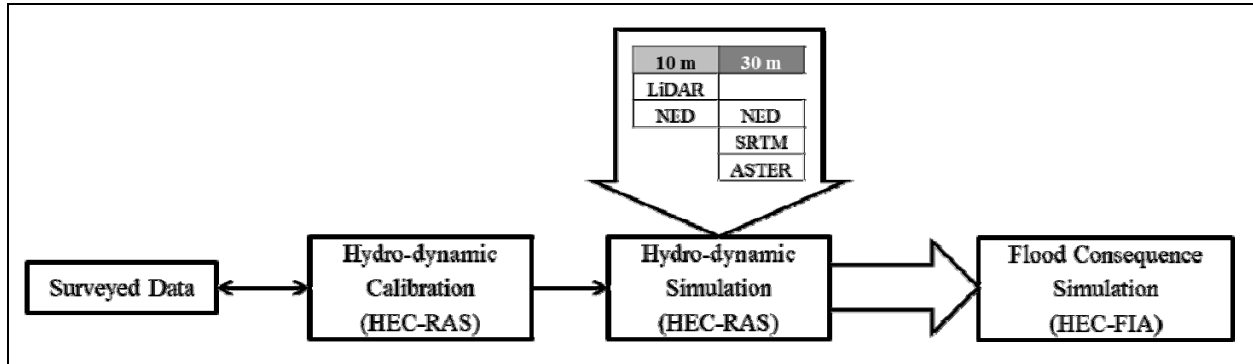 10 m 30 m
LiDAR
NED NED
SRTM
ASTER
Surveyed Data
Hydro-dynamic
Calibration
(HEC-RAS)
Hydro-dynamic
Simulation
(HEC-RAS)
Flood Consequence
Simulation
(HEC-FIA)